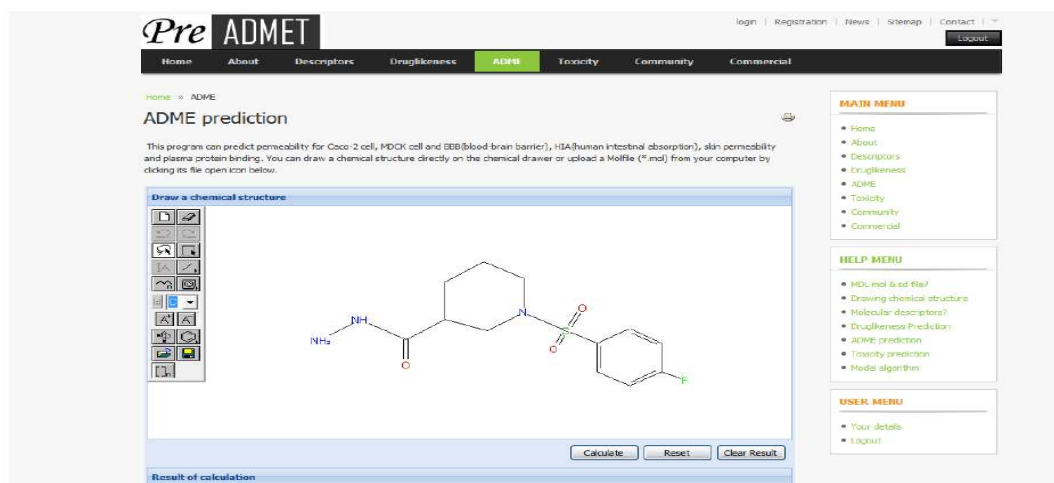 Pre ADMET
login | Registration | News | Sitemap | Contact |
Logout
Home About Descriptors Druglikeness ADME Toxicity Community Commercial
Home » ADME
ADME prediction
This program can predict permeability for Caco-2 cell, MDCK cell and BBB(blood-brain barrier), HIA(human intestinal absorption), skin permeability
and plasma protein binding. You can draw a chemical structure directly on the chemical drawer or upload a Molfile (*.mol) from your computer by
clicking its file open icon below.
Draw a chemical structure
C
A A
NH₂
NH
O
N
O
S
O
F
Calculate Reset Clear Result
Result of calculation
MAIN MENU
Home
About
Descriptors
Druglikeness
ADME
Toxicity
Community
Commercial
HELP MENU
MDL mol & sd file?
Drawing chemical structure
Molecular descriptors?
Druglikeness Prediction
ADME prediction
Toxicity prediction
Model algorithm
USER MENU
Your details
Logout